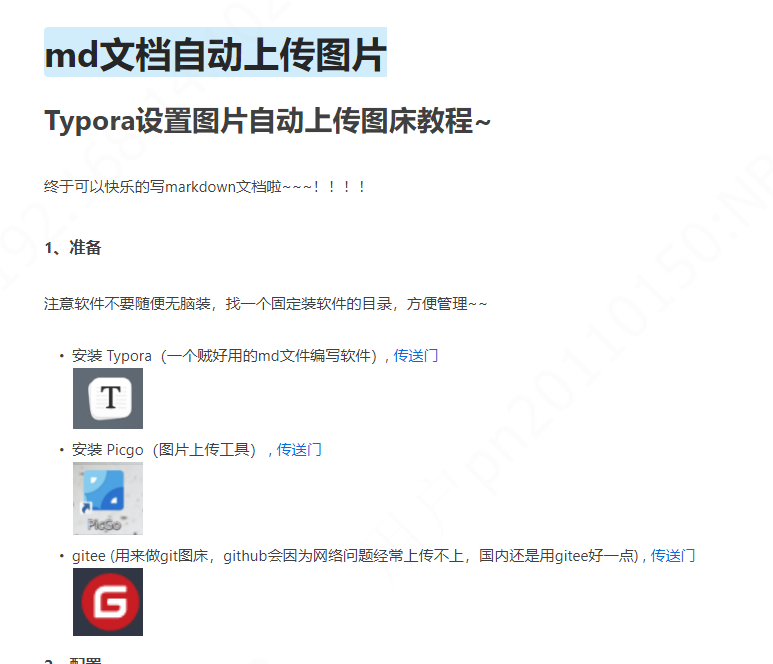 md文档自动上传图片
Typora设置图片自动上传图床教程~
终于可以快乐的写markdown文档啦~~~！！！！
1、准备
注意软件不要随便无脑装，找一个固定装软件的目录，方便管理~~
• 安装 Typora（一个贼好用的md文件编写软件）, 传送门
T
• 安装 Picgo（图片上传工具） , 传送门
PicGo
• gitee (用来做git图床，github会因为网络问题经常上传不上，国内还是用gitee好一点) , 传送门
G